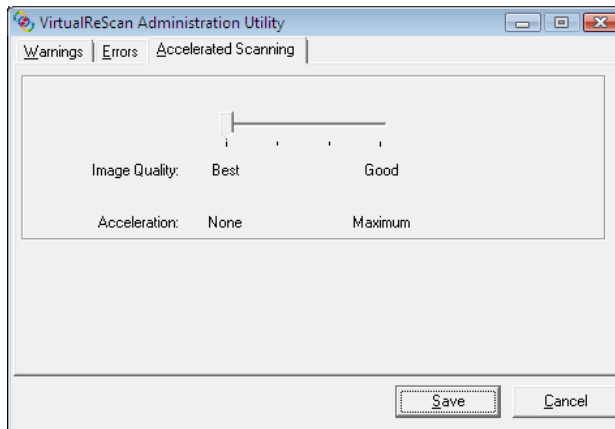 VirtualReScan Administration Utility
Warnings Errors Accelerated Scanning
Image Quality: Best Good
Acceleration: None Maximum
Save Cancel